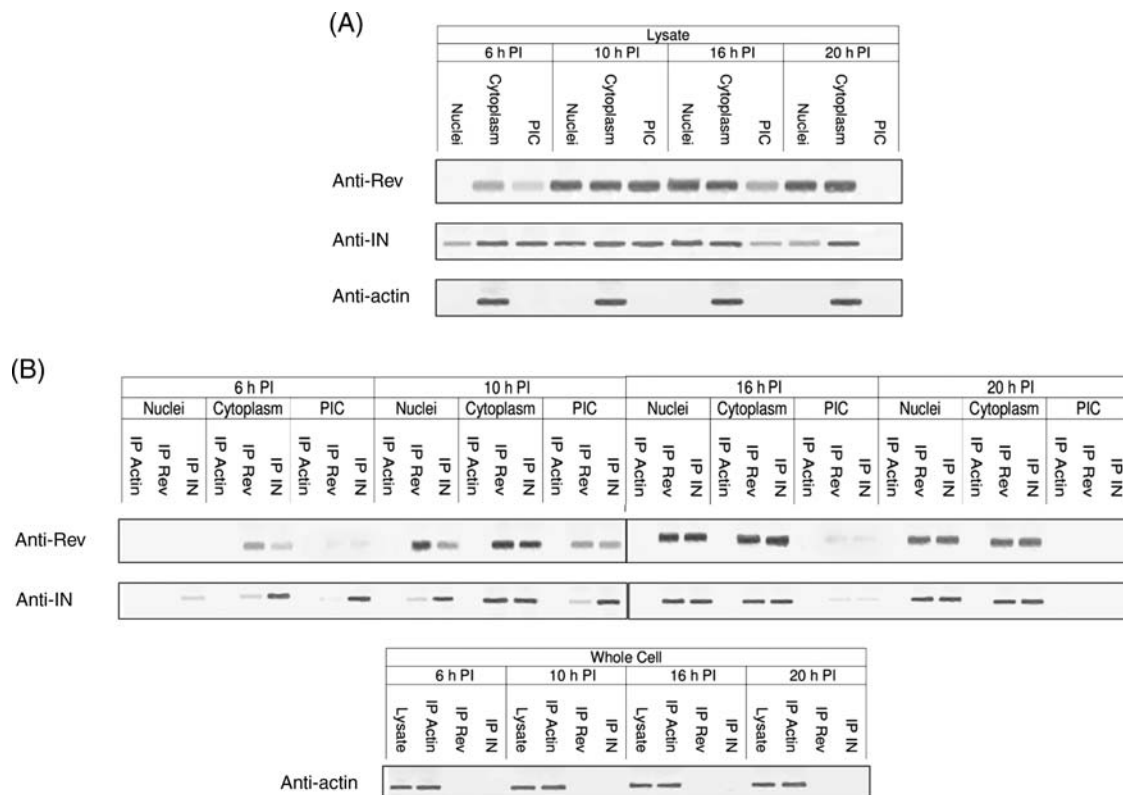 (A)
Lysate
6 h PI 10 h PI 16 h PI 20 h PI
Nuclei Cytoplasm PIC Nuclei Cytoplasm PIC Nuclei Cytoplasm PIC Nuclei Cytoplasm PIC
Anti-Rev
Anti-IN
Anti-actin
(B)
6 h PI 10 h PI 16 h PI 20 h PI
Nuclei Cytoplasm PIC Nuclei Cytoplasm PIC Nuclei Cytoplasm PIC Nuclei Cytoplasm PIC
IP Actin IP Rev IP IN IP Actin IP Rev IP IN IP Actin IP Rev IP IN IP Actin IP Rev IP IN IP Actin IP Rev IP IN IP Actin IP Rev IP IN IP Actin IP Rev IP IN IP Actin IP Rev IP IN IP Actin IP Rev IP IN IP Actin IP Rev IP IN IP Actin IP Rev IP IN IP Actin IP Rev IP IN
Anti-Rev
Anti-IN
Whole Cell
6 h PI 10 h PI 16 h PI 20 h PI
Lysate IP Actin IP Rev IP IN Lysate IP Actin IP Rev IP IN Lysate IP Actin IP Rev IP IN Lysate IP Actin IP Rev IP IN
Anti-actin